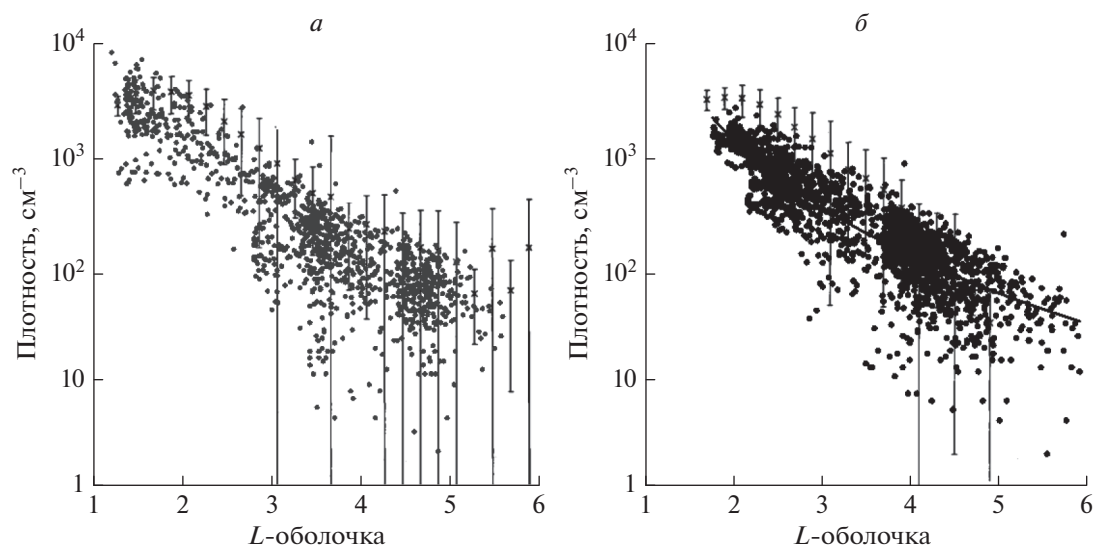 а
б
10⁴
10³
10²
10
1
Плотность, см⁻³
1 2 3 4 5 6
L-оболочка
10⁴
10³
10²
10
1
Плотность, см⁻³
1 2 3 4 5 6
L-оболочка